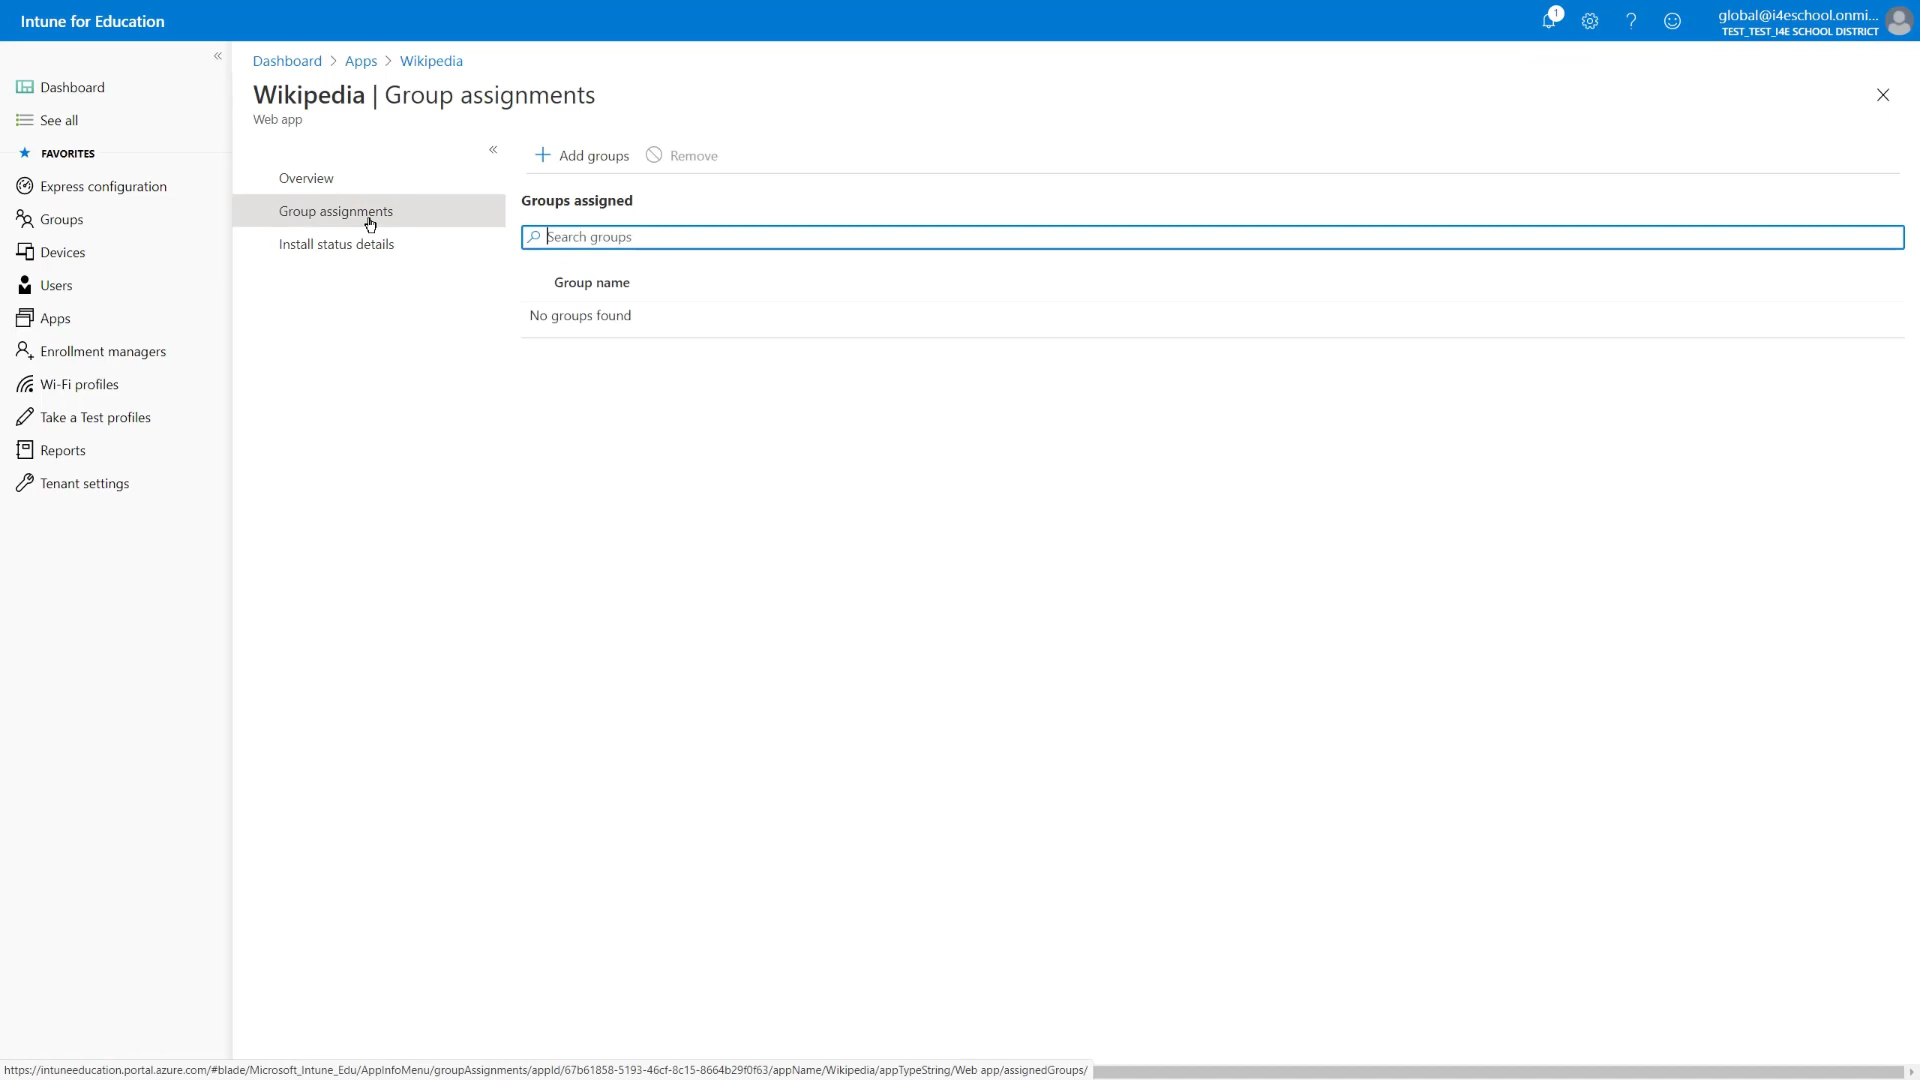 Intune for Education
1
global@i4eschool.onmi...
TEST_TEST_I4E SCHOOL DISTRICT
Dashboard
See all
FAVORITES
Express configuration
Groups
Devices
Users
Apps
Enrollment managers
Wi-Fi profiles
Take a Test profiles
Reports
Tenant settings
Dashboard > Apps > Wikipedia
Wikipedia | Group assignments
Web app
Overview
Group assignments
Install status details
Add groups
Remove
Groups assigned
Search groups
Group name
No groups found
https://intuneeducation.portal.azure.com/#blade/Microsoft_Intune_Edu/AppInfoMenu/groupAssignments/appId/67b61858-5193-46cf-8c15-8664b29f0f63/appName/Wikipedia/appTypeString/Web app/assignedGroups/